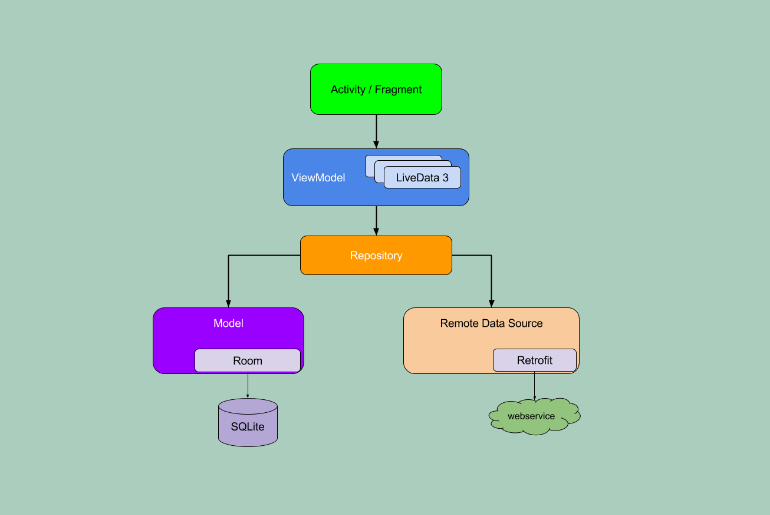 Activity / Fragment
ViewModel
LiveData 3
Repository
Model
Room
SQLite
Remote Data Source
Retrofit
webservice